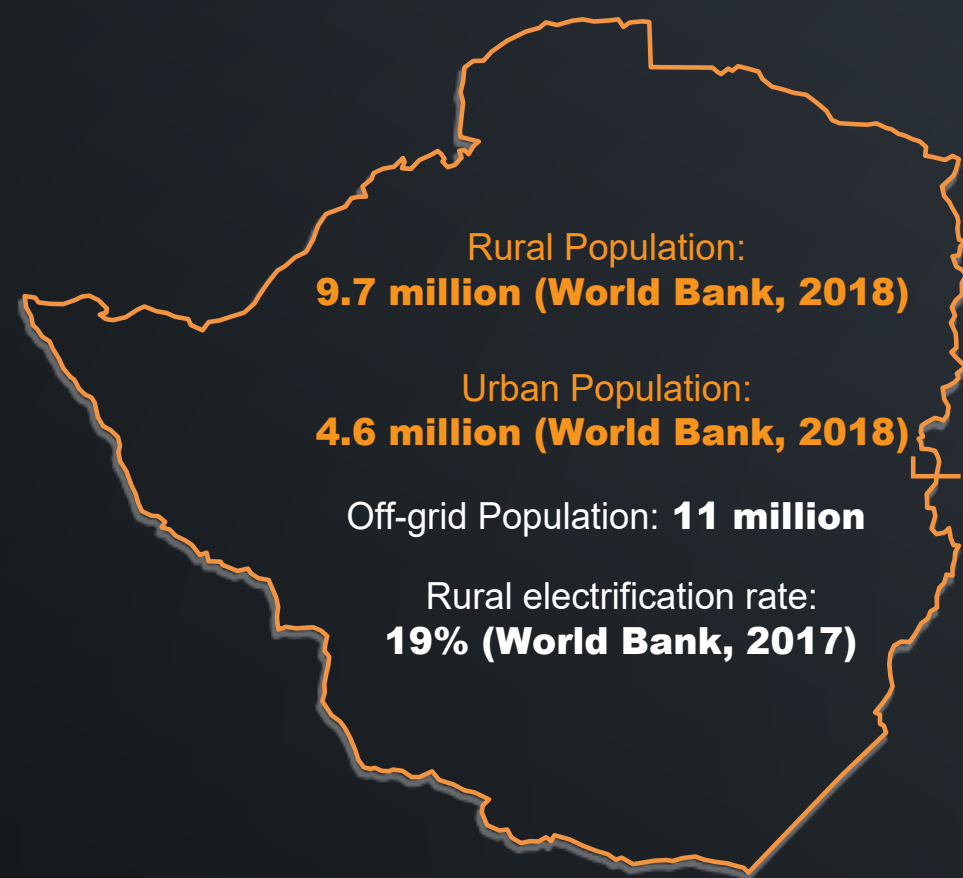 Rural Population:
9.7 million (World Bank, 2018)
Urban Population:
4.6 million (World Bank, 2018)
Off-grid Population: 11 million
Rural electrification rate:
19% (World Bank, 2017)